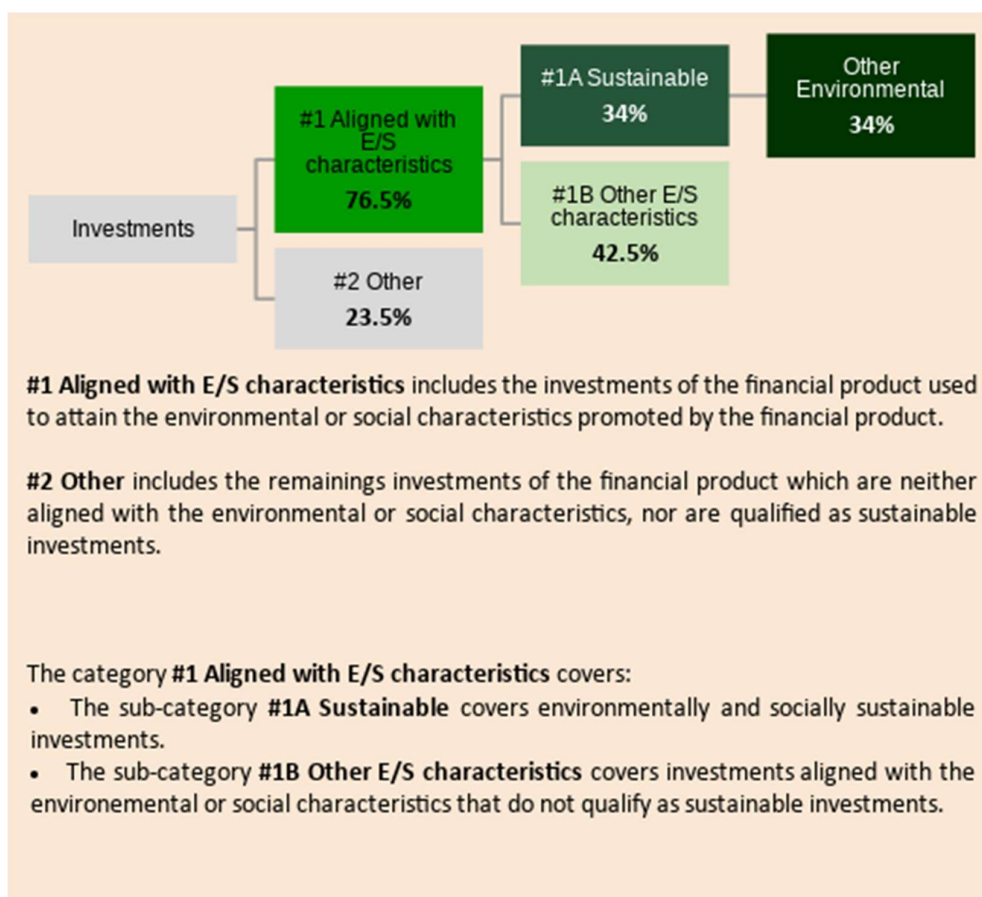 Investments
#1 Aligned with
E/S
characteristics
76.5%
#2 Other
23.5%
#1A Sustainable
34%
#1B Other E/S
characteristics
42.5%
Other
Environmental
34%
#1 Aligned with E/S characteristics includes the investments of the financial product used
to attain the environmental or social characteristics promoted by the financial product.
#2 Other includes the remainings investments of the financial product which are neither
aligned with the environmental or social characteristics, nor are qualified as sustainable
investments.
The category #1 Aligned with E/S characteristics covers:
• The sub-category #1A Sustainable covers environmentally and socially sustainable
investments.
• The sub-category #1B Other E/S characteristics covers investments aligned with the
environemental or social characteristics that do not qualify as sustainable investments.